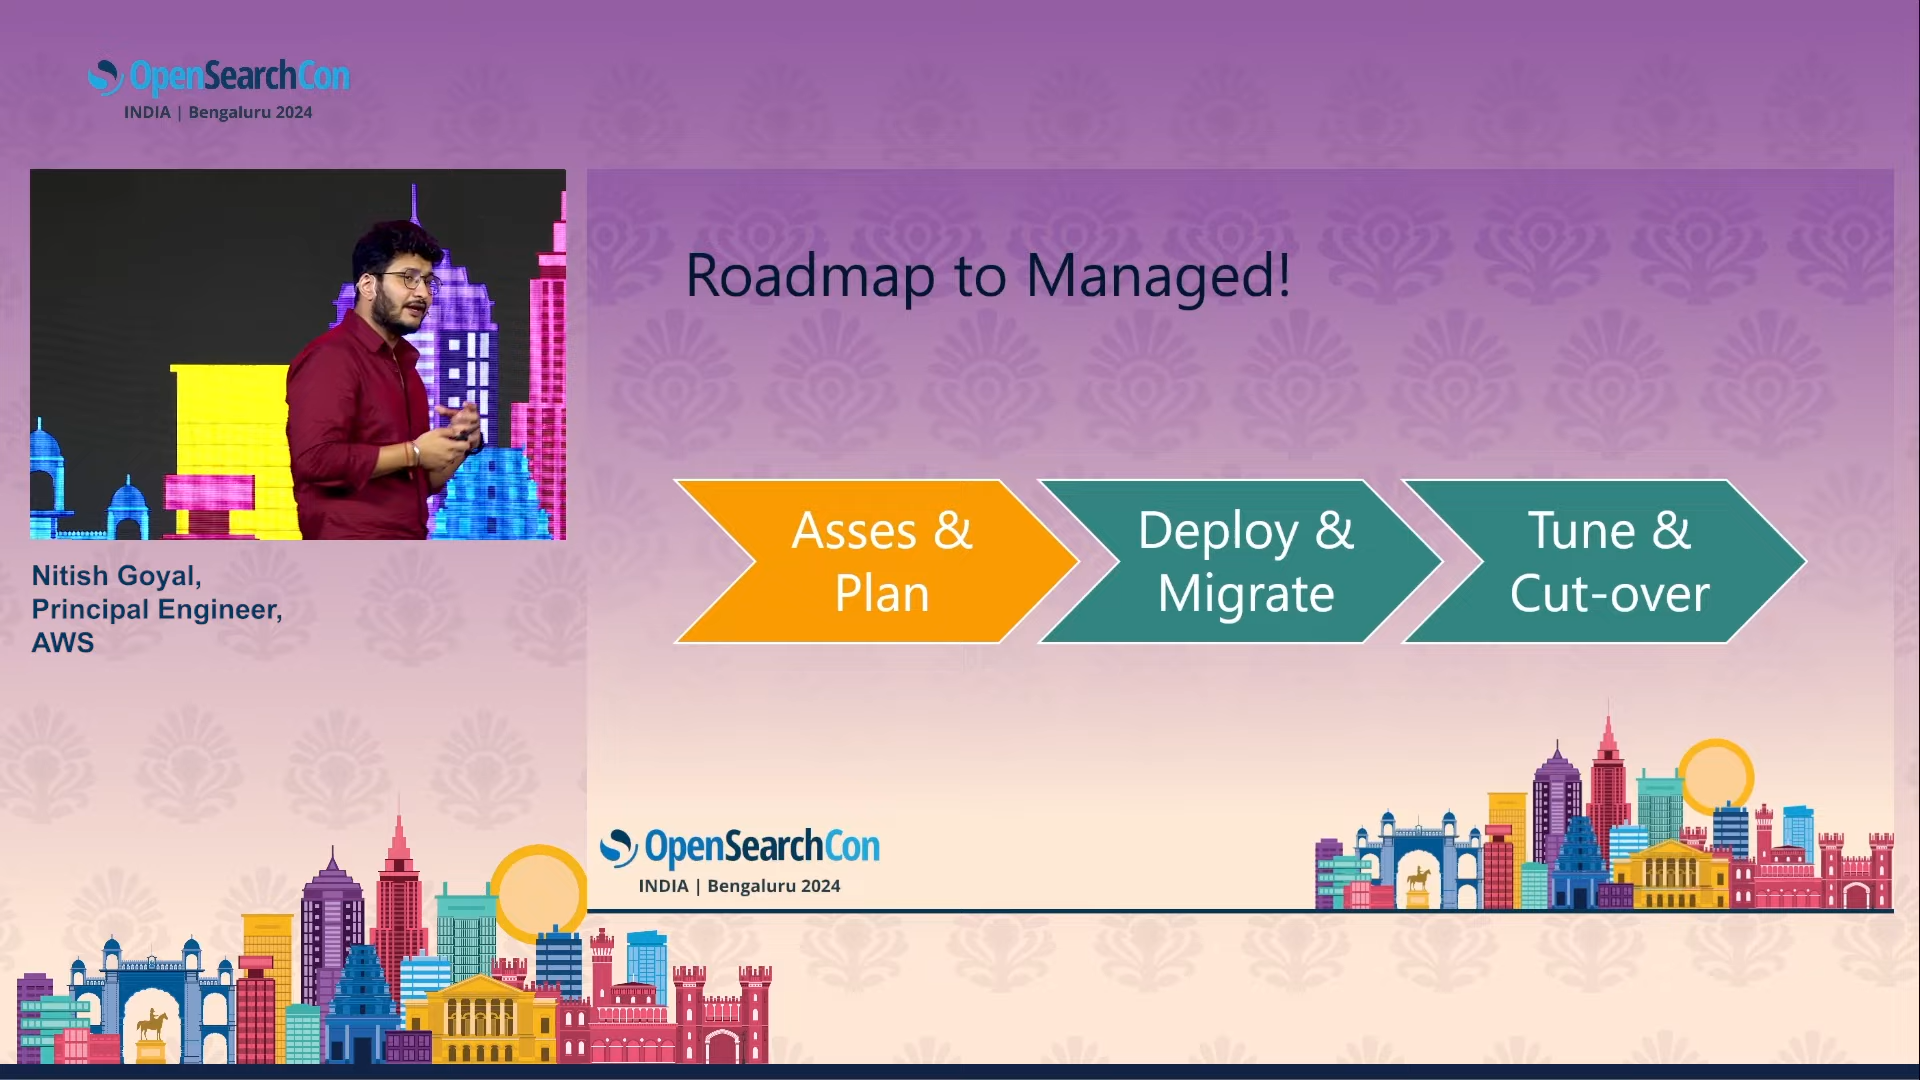 OpenSearchCon
INDIA | Bengaluru 2024
Nitish Goyal,
Principal Engineer,
AWS
Roadmap to Managed!
Asses &
Plan
Deploy &
Migrate
Tune &
Cut-over
OpenSearchCon
INDIA | Bengaluru 2024